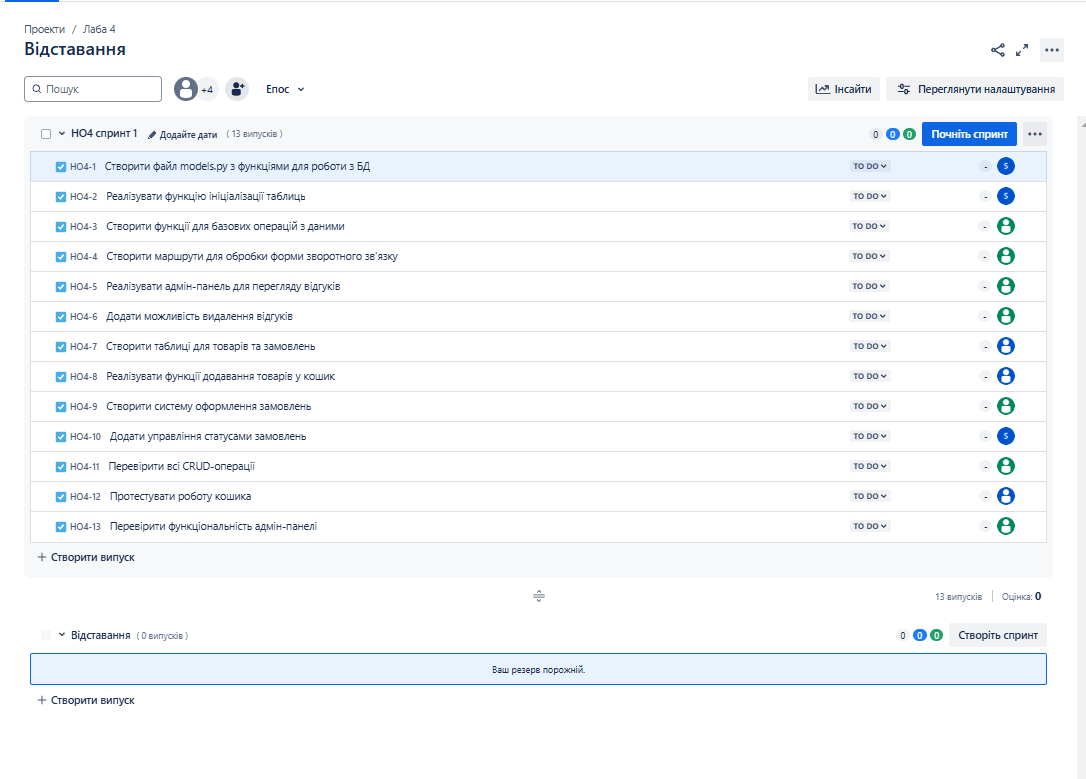 Проекти / Лаба 4
Відставання
Пошук +4 Епос Інсайти Переглянути налаштування
НО4 спринт 1 Додайте дати ( 13 випусків ) 0 0 0 Почніть спринт
НО4-1 Створити файл models.py з функціями для роботи з БД TO DO - S
НО4-2 Реалізувати функцію ініціалізації таблиць TO DO - S
НО4-3 Створити функції для базових операцій з даними TO DO -
НО4-4 Створити маршрути для обробки форми зворотного зв'язку TO DO -
НО4-5 Реалізувати адмін-панель для перегляду відгуків TO DO -
НО4-6 Додати можливість видалення відгуків TO DO -
НО4-7 Створити таблиці для товарів та замовлень TO DO -
НО4-8 Реалізувати функції додавання товарів у кошик TO DO -
НО4-9 Створити систему оформлення замовлень TO DO -
НО4-10 Додати управління статусами замовлень TO DO - S
НО4-11 Перевірити всі CRUD-операції TO DO -
НО4-12 Протестувати роботу кошика TO DO -
НО4-13 Перевірити функціональність адмін-панелі TO DO -
+ Створити випуск
13 випусків Оцінка: 0
Відставання ( 0 випусків ) 0 0 0 Створіть спринт
Ваш резерв порожній.
+ Створити випуск